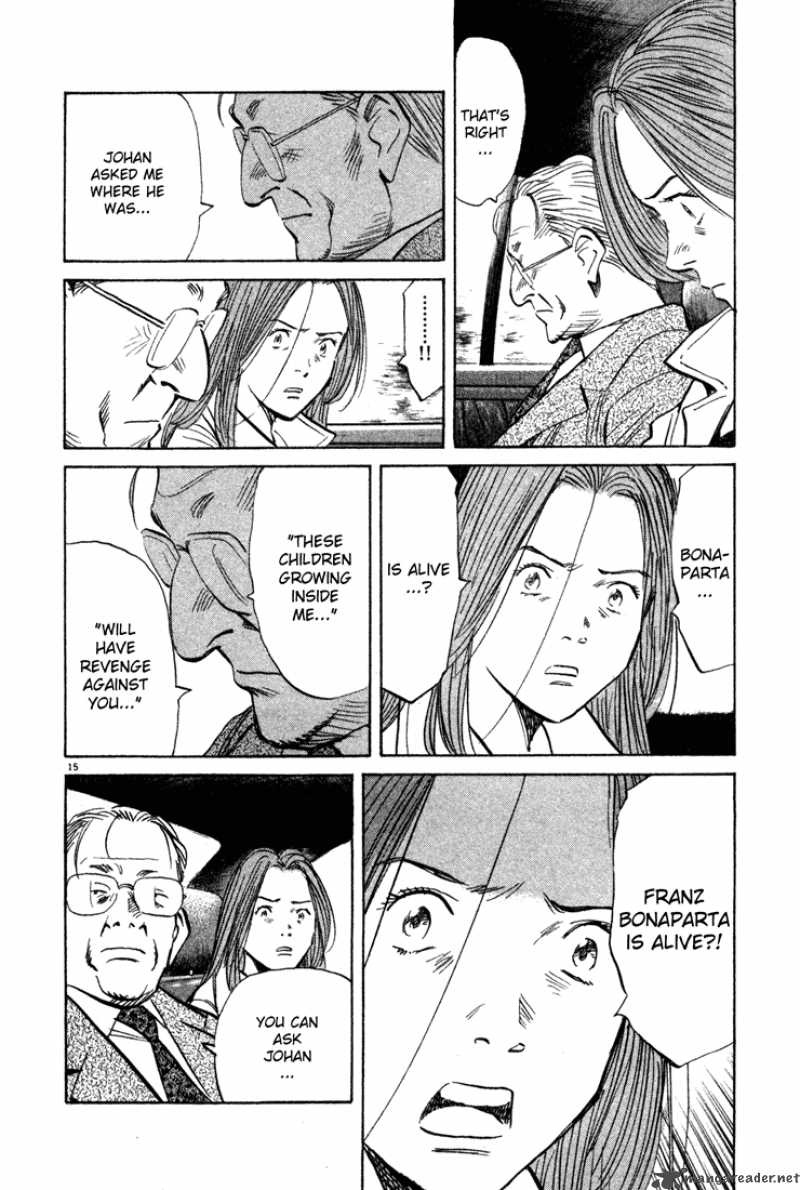 THAT'S
RIGHT
...
JOHAN
ASKED ME
WHERE HE
WAS...
........!!
BONA-
PARTA
...
IS ALIVE
...?
"THESE
CHILDREN
GROWING
INSIDE
ME..."
"WILL
HAVE
REVENGE
AGAINST
YOU..."
15
FRANZ
BONAPARTA
IS ALIVE?!
YOU CAN
ASK
JOHAN
...
mangareader.net